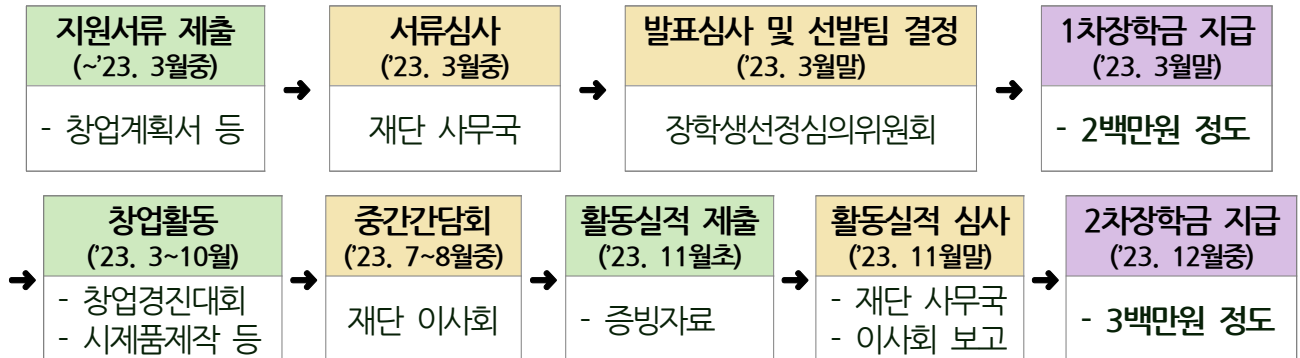 지원서류 제출
(~'23. 3월중)
- 창업계획서 등
➔
서류심사
('23. 3월중)
재단 사무국
➔
발표심사 및 선발팀 결정
('23. 3월말)
장학생선정심의위원회
➔
1차장학금 지급
('23. 3월말)
- 2백만원 정도
➔
창업활동
('23. 3~10월)
- 창업경진대회
- 시제품제작 등
➔
중간간담회
('23. 7~8월중)
재단 이사회
➔
활동실적 제출
('23. 11월초)
- 증빙자료
➔
활동실적 심사
('23. 11월말)
- 재단 사무국
- 이사회 보고
➔
2차장학금 지급
('23. 12월중)
- 3백만원 정도